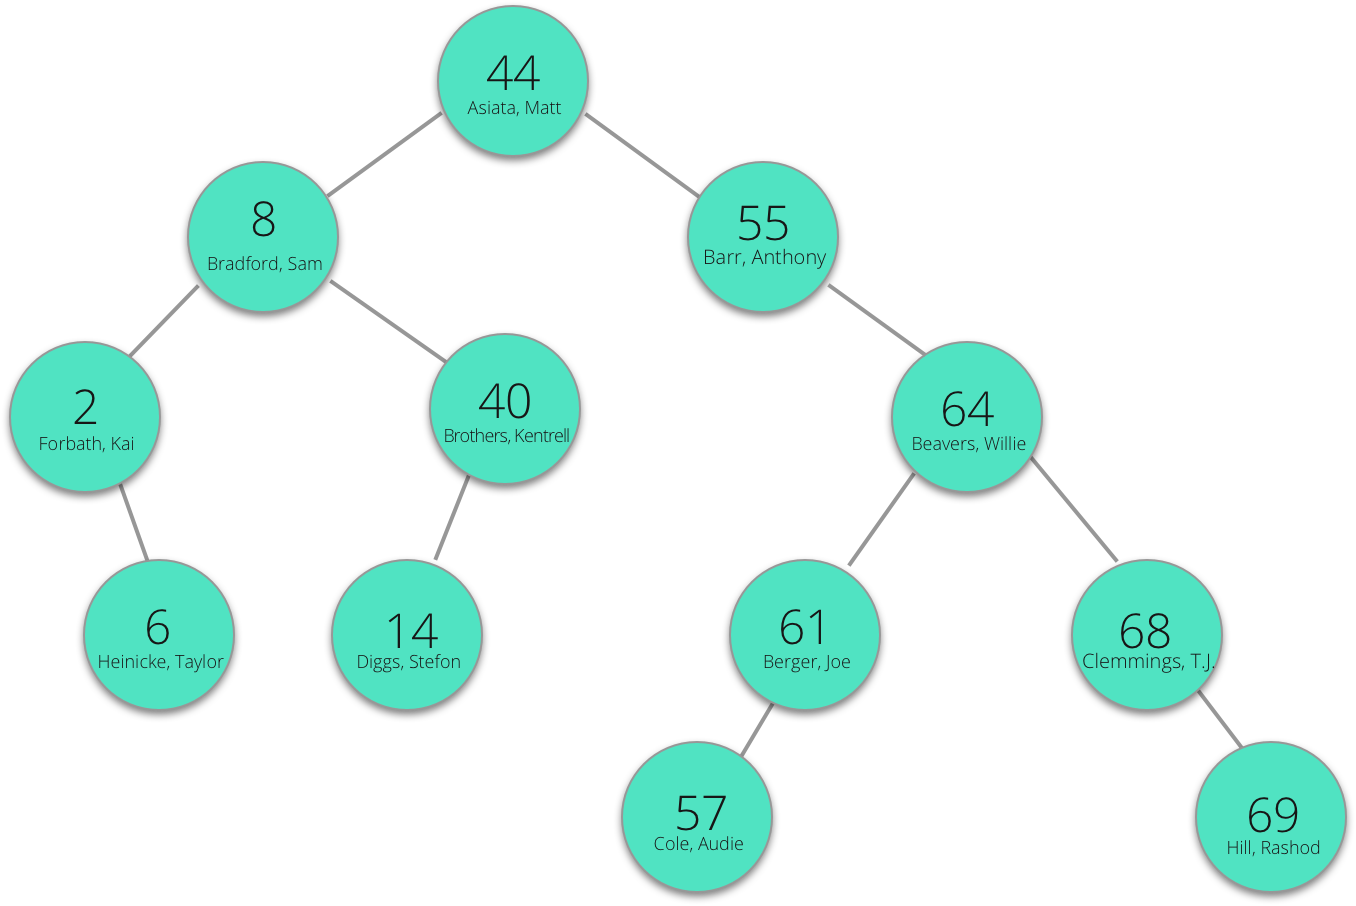 44
Asiata, Matt
8
Bradford, Sam
55
Barr, Anthony
2
Forbath, Kai
40
Brothers, Kentrell
64
Beavers, Willie
6
Heinicke, Taylor
14
Diggs, Stefon
61
Berger, Joe
68
Clemmings, T.J.
57
Cole, Audie
69
Hill, Rashod